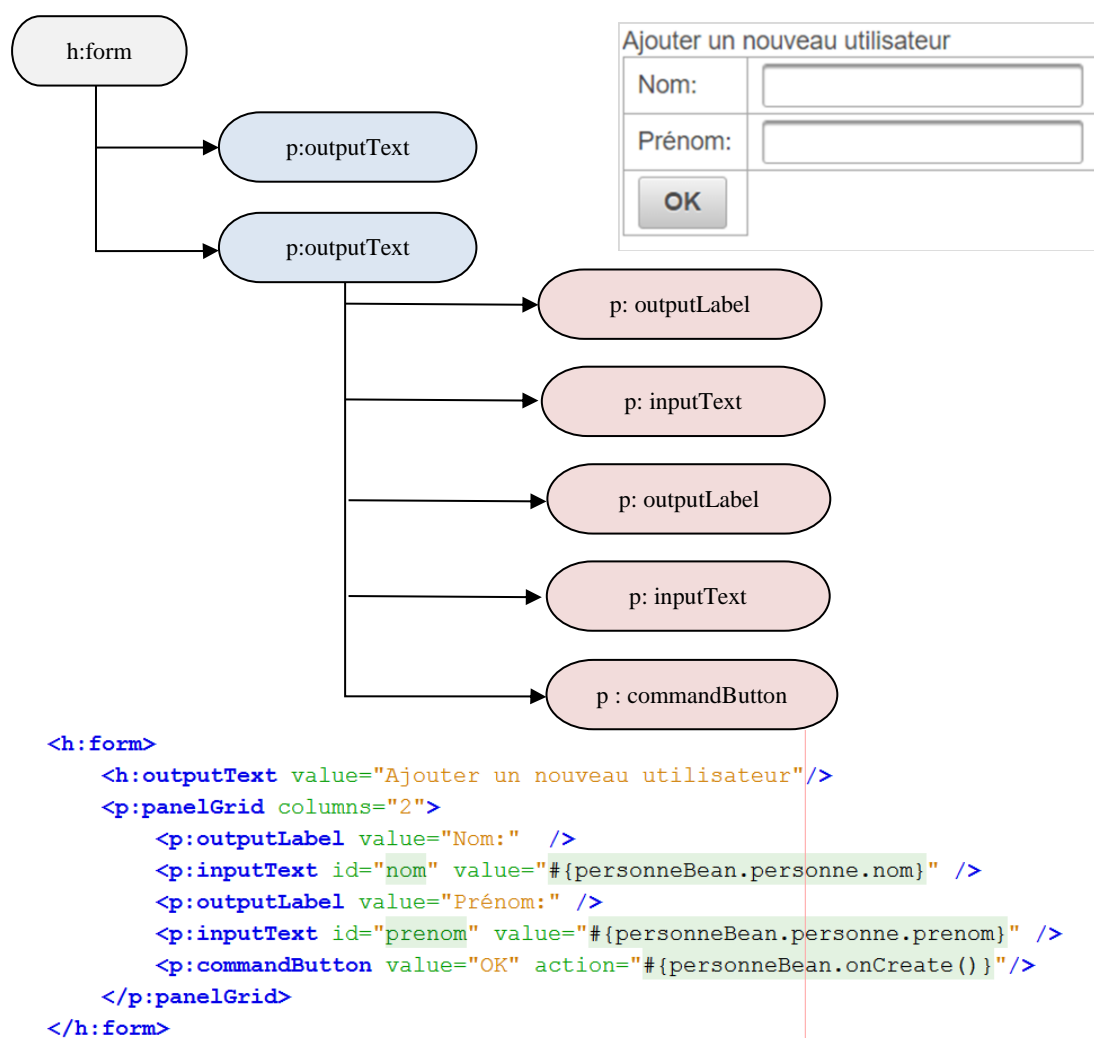 h:form
Ajouter un nouveau utilisateur
Nom:
Prénom:
OK
p:outputText
p:outputText
p: outputLabel
p: inputText
p: outputLabel
p: inputText
p : commandButton
<h:form>
<h:outputText value="Ajouter un nouveau utilisateur"/>
<p:panelGrid columns="2">
<p:outputLabel value="Nom:"  />
<p:inputText id="nom" value="#{personneBean.personne.nom}" />
<p:outputLabel value="Prénom:" />
<p:inputText id="prenom" value="#{personneBean.personne.prenom}" />
<p:commandButton value="OK" action="#{personneBean.onCreate()}"/>
</p:panelGrid>
</h:form>